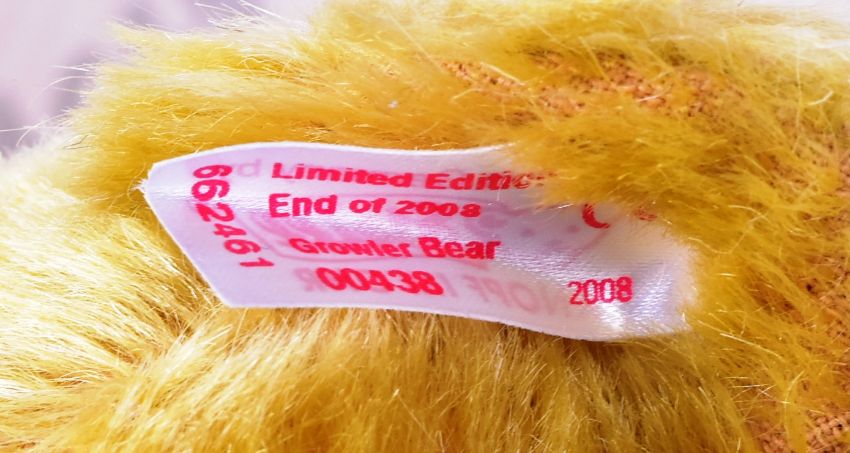 Limited Edition
End of 2008
Growler Bear
00438
2008
662461